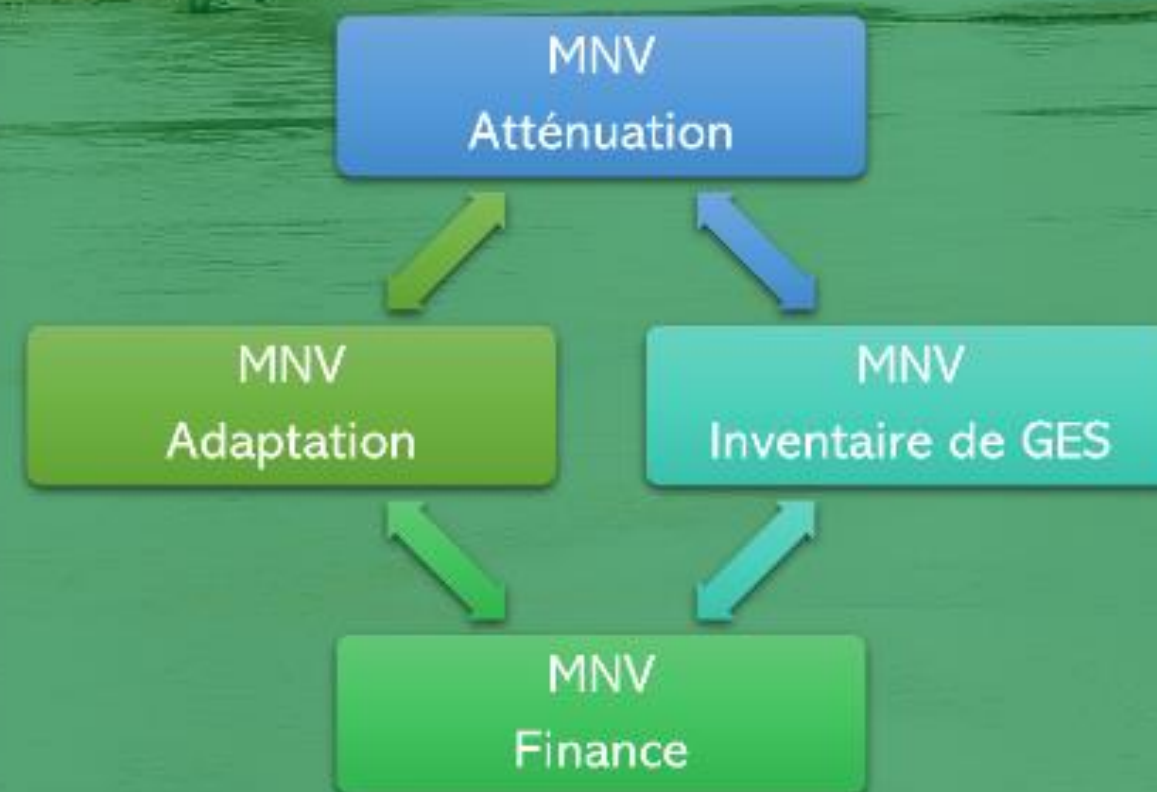 MNV
Atténuation
MNV
Adaptation
MNV
Inventaire de GES
MNV
Finance